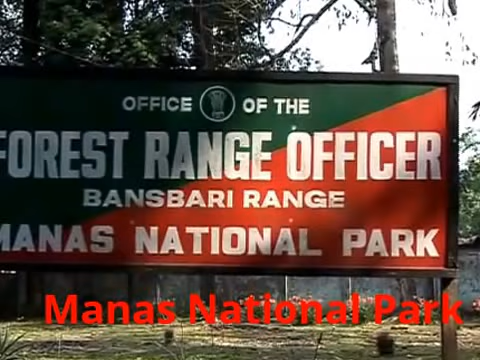 OFFICE OF THE
FOREST RANGE OFFICER
BANSBARI RANGE
MANAS NATIONAL PARK
Manas National Park